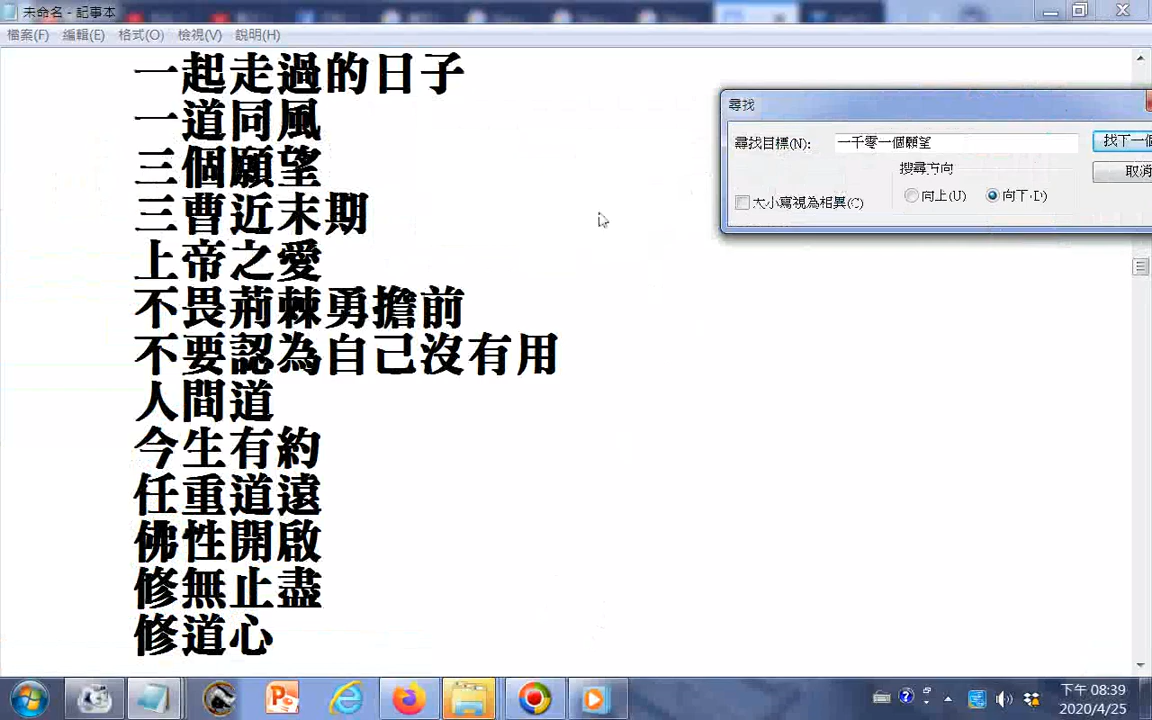 未命名 - 記事本
檔案(F) 編輯(E) 格式(O) 檢視(V) 說明(H)
一起走過的日子
一道同風
三個願望
三曹近末期
上帝之愛
不畏荊棘勇擔前
不要認為自己沒有用
人間道
今生有約
任重道遠
佛性開啟
修無止盡
修道心
尋找
尋找目標(N): 一千零一個願望 找下一個
搜尋方向 取消
大小寫視為相異(C) 向上(U) 向下(D)
下午 08:39
2020/4/25